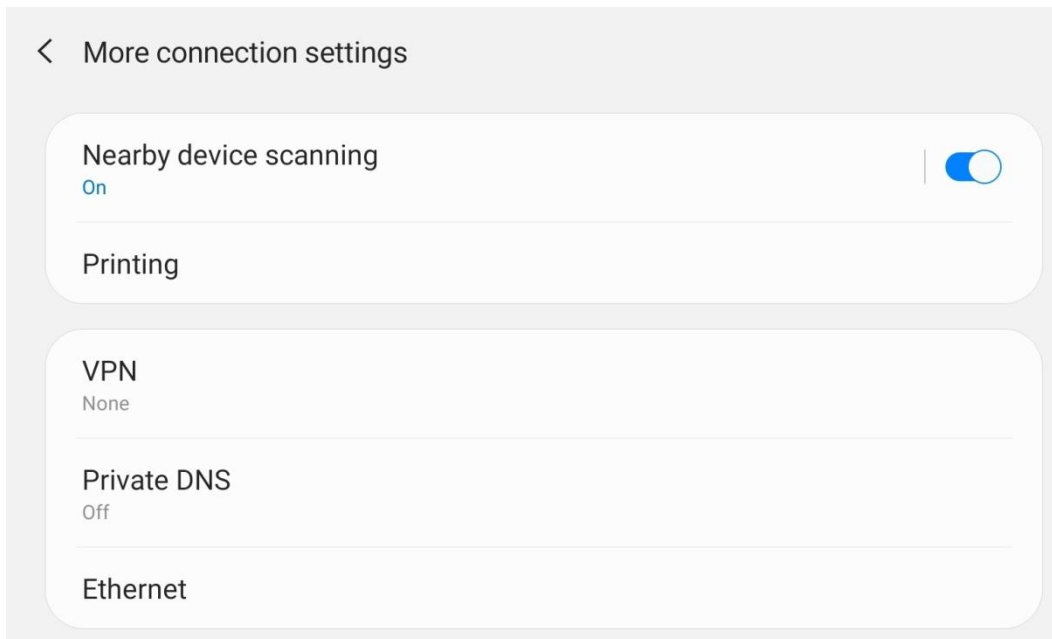 More connection settings
Nearby device scanning
On
Printing
VPN
None
Private DNS
Off
Ethernet